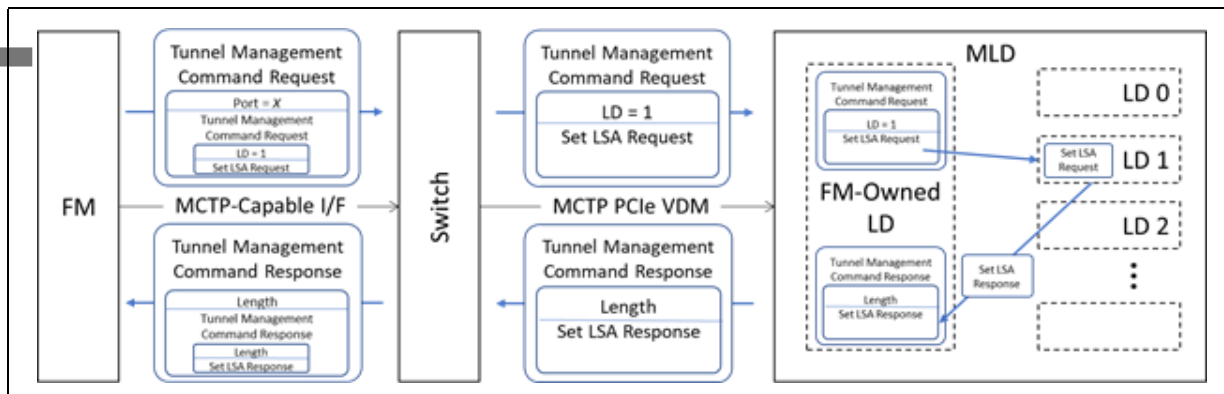 FM
Tunnel Management
Command Request
Port = X
Tunnel Management
Command Request
LD = 1
Set LSA Request
MCTP-Capable I/F
Tunnel Management
Command Response
Length
Tunnel Management
Command Response
Length
Set LSA Response
Switch
Tunnel Management
Command Request
LD = 1
Set LSA Request
MCTP PCIe VDM
Tunnel Management
Command Response
Length
Set LSA Response
MLD
Tunnel Management
Command Request
LD = 1
Set LSA Request
FM-Owned
LD
Tunnel Management
Command Response
Length
Set LSA Response
LD 0
Set LSA
Request
LD 1
LD 2
Set LSA
Response